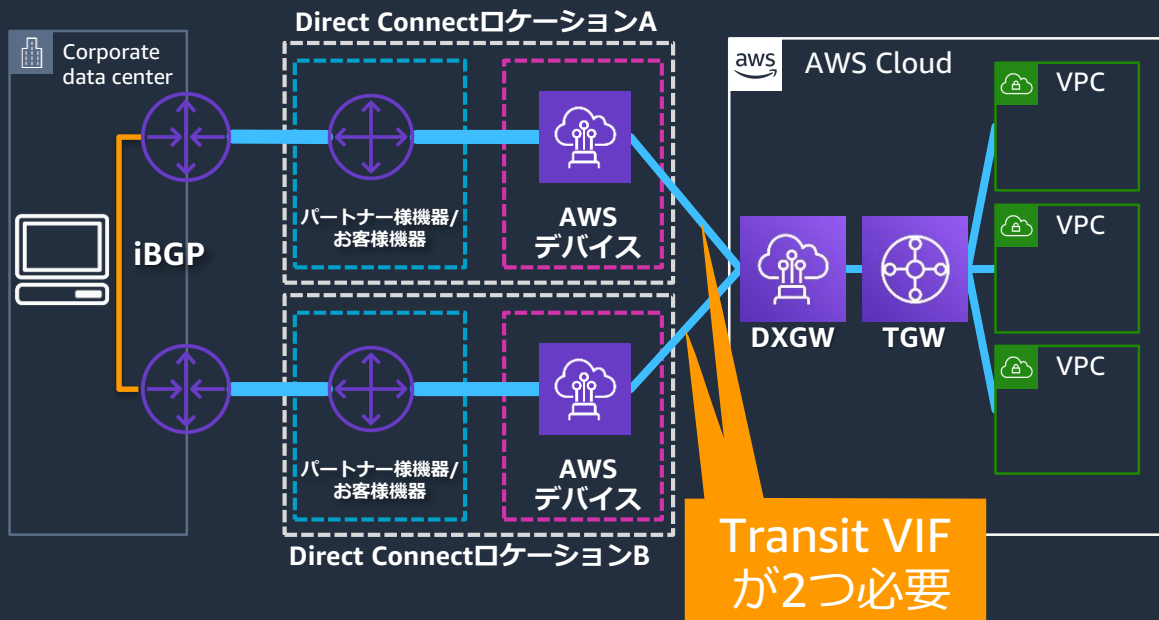 Direct ConnectロケーションA
Corporate
data center
aws
AWS Cloud
VPC
パートナー様機器/
お客様機器
AWS
デバイス
iBGP
VPC
DXGW
TGW
VPC
パートナー様機器/
お客様機器
AWS
デバイス
Transit VIF
が2つ必要
Direct ConnectロケーションB